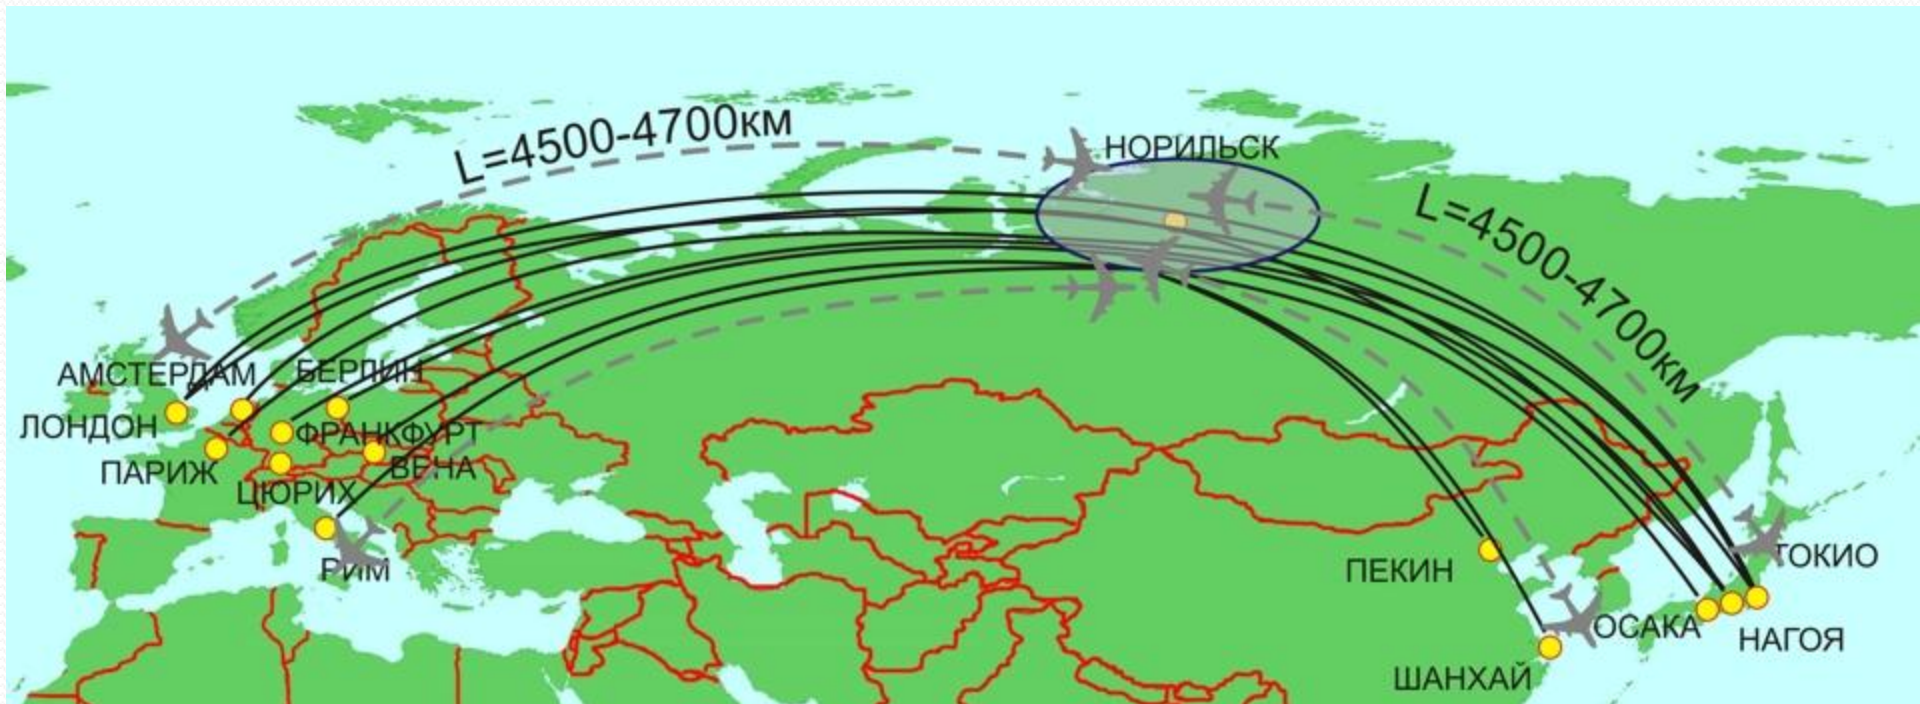 L=4500-4700км
НОРИЛЬСК
L=4500-4700км
АМСТЕРДАМ
БЕРЛИН
ЛОНДОН
ФРАНКФУРТ
ПАРИЖ
ВЕНА
ЦЮРИХ
РИМ
ПЕКИН
ТОКИО
ОСАКА
НАГОЯ
ШАНХАЙ